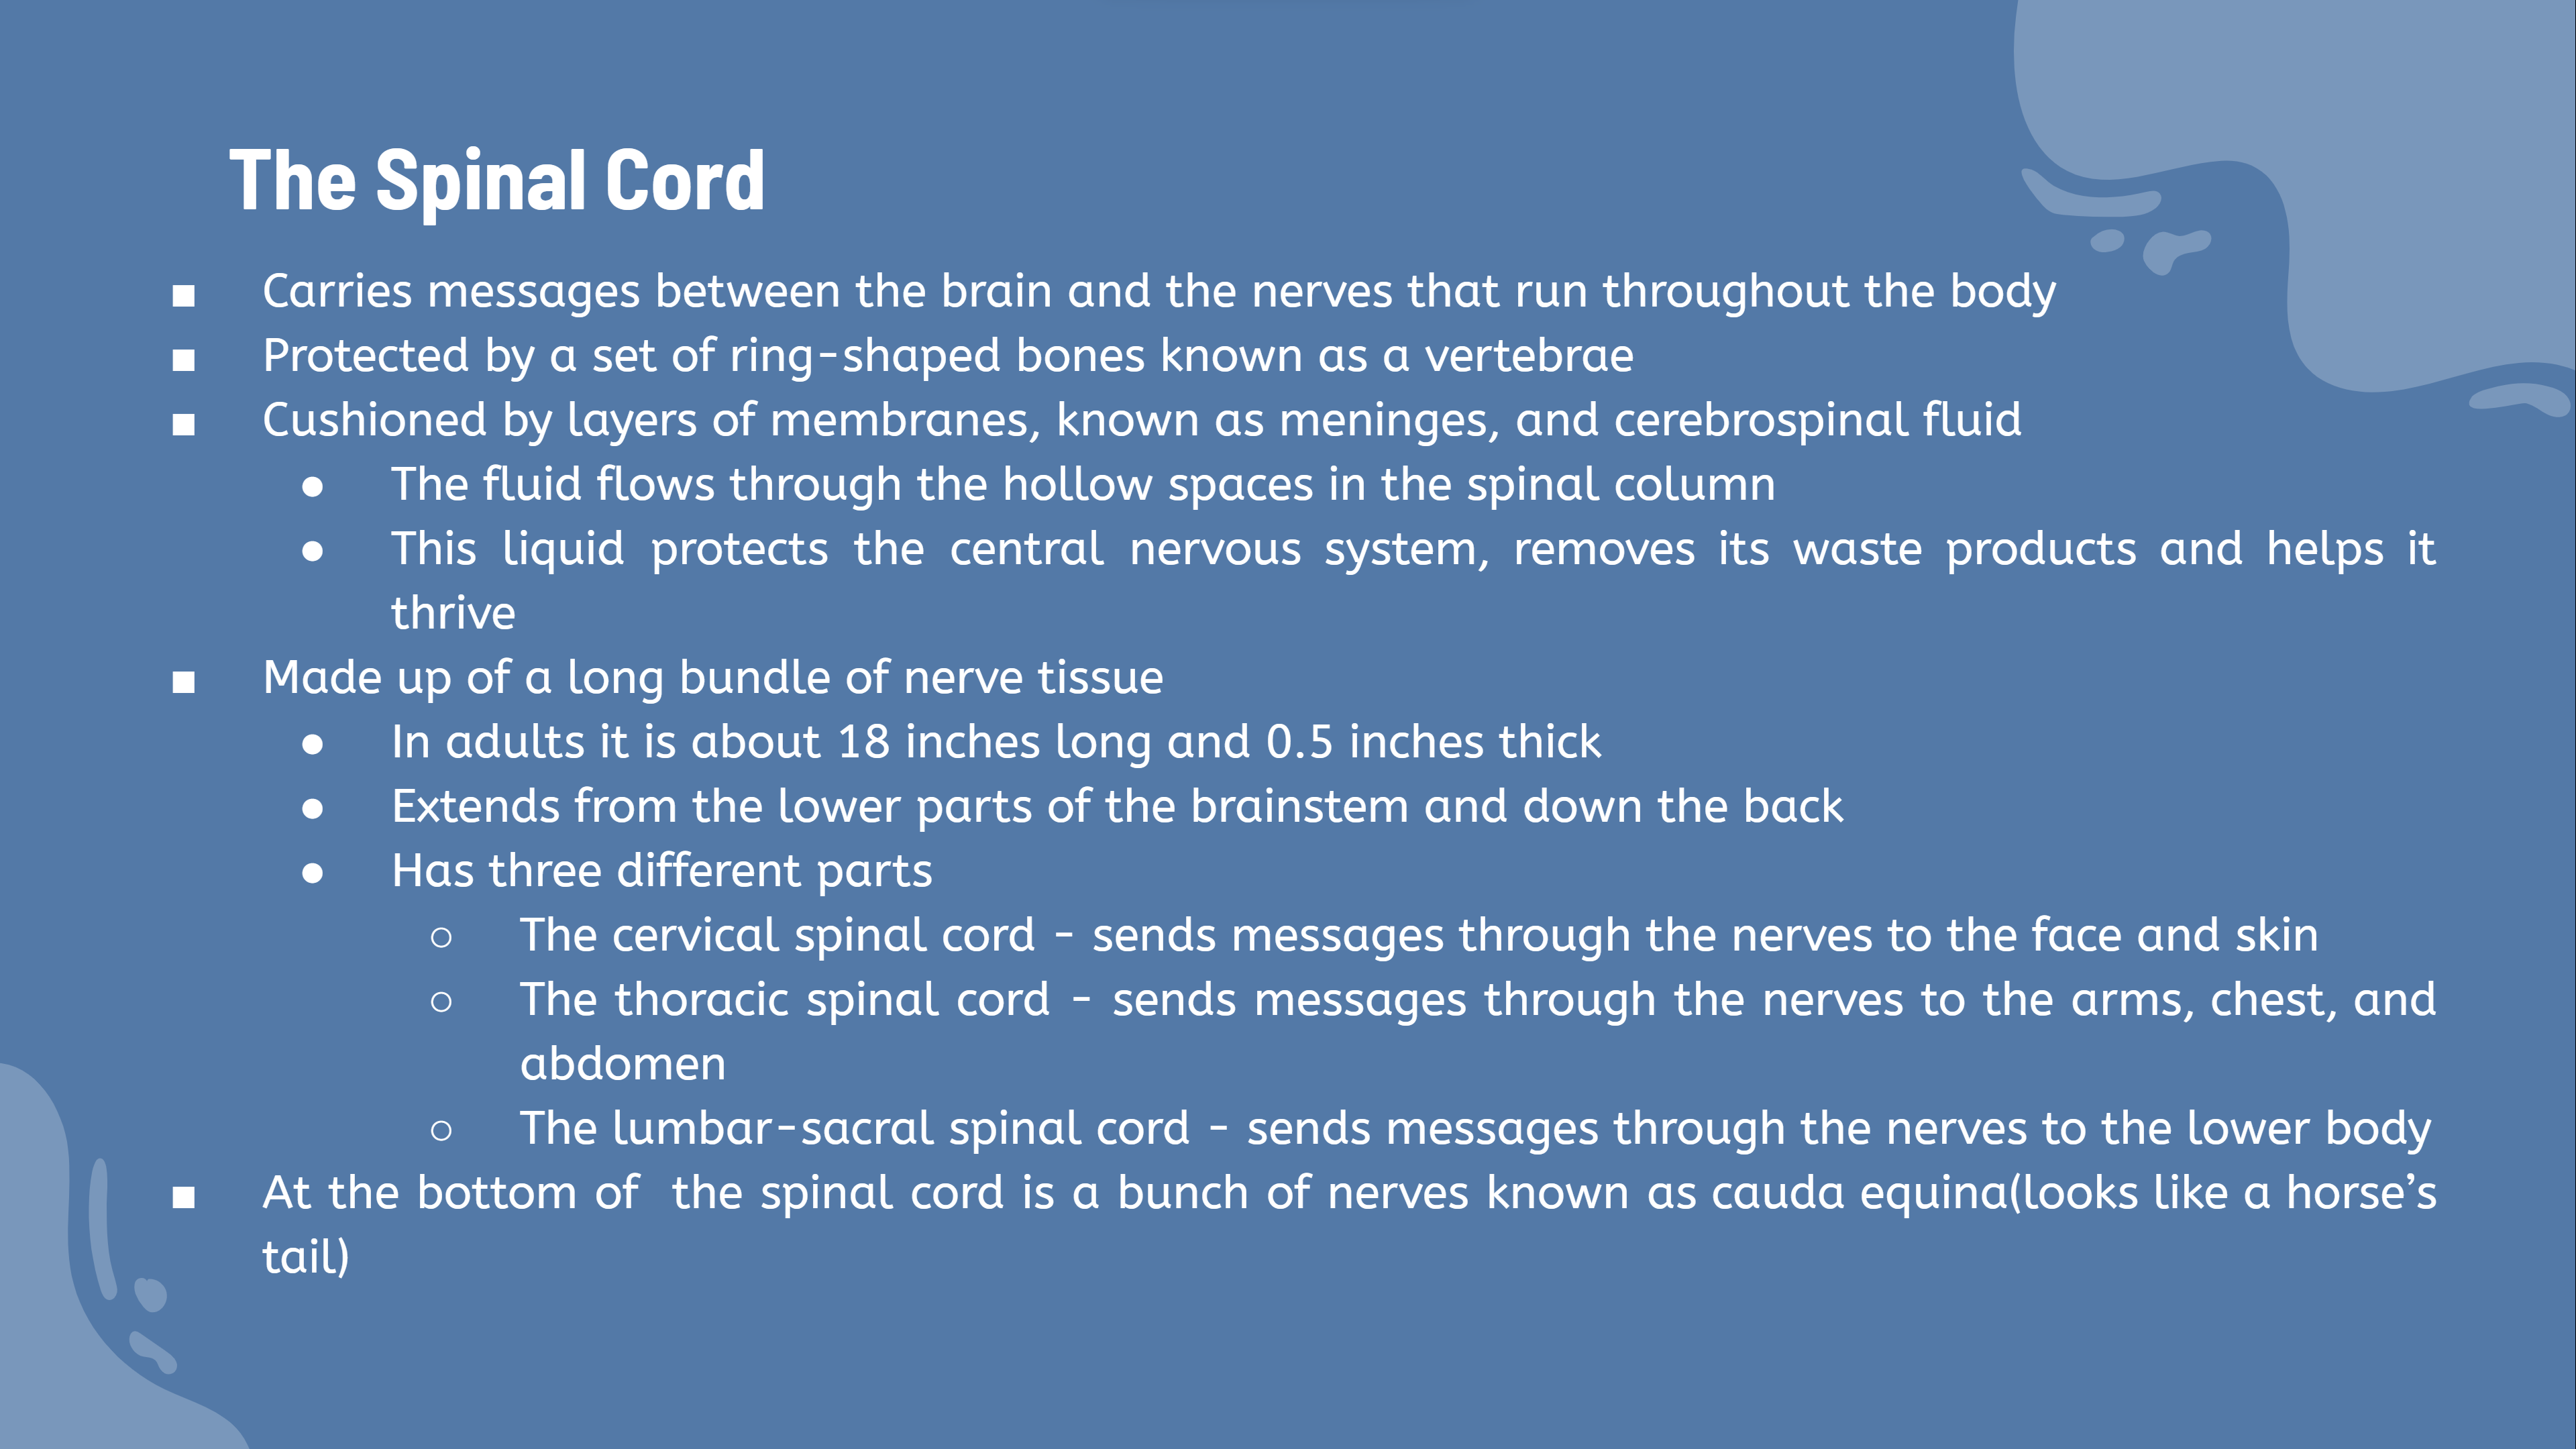 The Spinal Cord
■ Carries messages between the brain and the nerves that run throughout the body
■ Protected by a set of ring-shaped bones known as a vertebrae
■ Cushioned by layers of membranes, known as meninges, and cerebrospinal fluid
● The fluid flows through the hollow spaces in the spinal column
● This liquid protects the central nervous system, removes its waste products and helps it
thrive
■ Made up of a long bundle of nerve tissue
● In adults it is about 18 inches long and 0.5 inches thick
● Extends from the lower parts of the brainstem and down the back
● Has three different parts
○ The cervical spinal cord - sends messages through the nerves to the face and skin
○ The thoracic spinal cord - sends messages through the nerves to the arms, chest, and
abdomen
○ The lumbar-sacral spinal cord - sends messages through the nerves to the lower body
■ At the bottom of  the spinal cord is a bunch of nerves known as cauda equina(looks like a horse’s
tail)